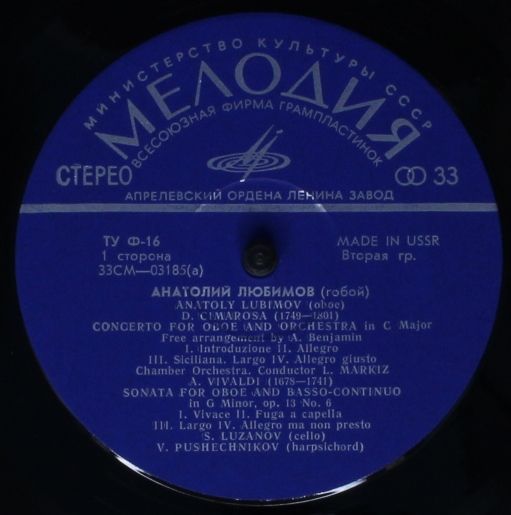 МИНИСТЕРСТВО КУЛЬТУРЫ СССР
МЕЛОДИЯ
ВСЕСОЮЗНАЯ ФИРМА ГРАМПЛАСТИНОК
СТЕРЕО
33
АПРЕЛЕВСКИЙ ОРДЕНА ЛЕНИНА ЗАВОД
ТУ Ф-16
MADE IN USSR
1 сторона
Вторая гр.
33СМ—03185(а)
АНАТОЛИЙ ЛЮБИМОВ (гобой)
ANATOLY LUBIMOV (oboe)
D. CIMAROSA (1749—1801)
CONCERTO FOR OBOE AND ORCHESTRA in C Major
Free arrangement by A. Benjamin
I. Introduzione II. Allegro
III. Siciliana. Largo IV. Allegro giusto
Chamber Orchestra. Conductor L. MARKIZ
A. VIVALDI (1678—1741)
SONATA FOR OBOE AND BASSO-CONTINUO
in G Minor, op. 13 No. 6
I. Vivace II. Fuga a capella
III. Largo IV. Allegro ma non presto
S. LUZANOV (cello)
V. PUSHECHNIKOV (harpsichord)